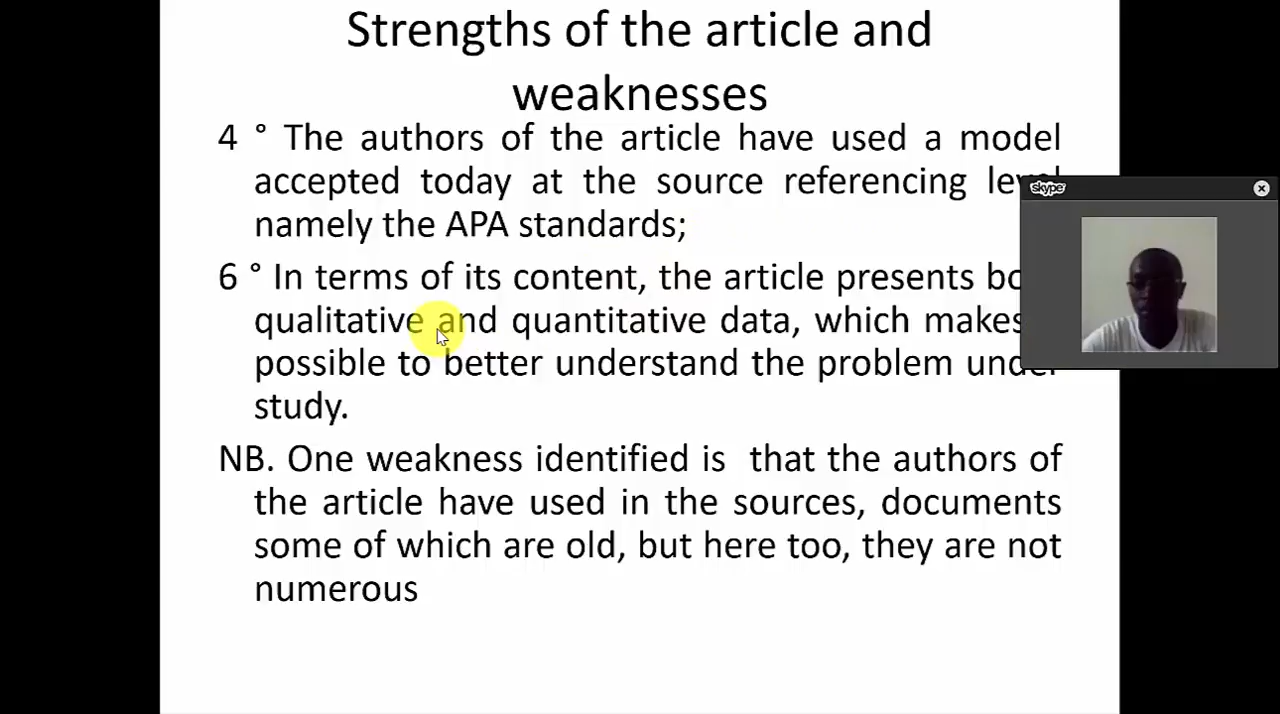 Strengths of the article and
weaknesses
4 ° The authors of the article have used a model
accepted today at the source referencing
namely the APA standards;
6 ° In terms of its content, the article presents
qualitative and quantitative data, which makes
possible to better understand the problem
study.
NB. One weakness identified is that the authors of
the article have used in the sources, documents
some of which are old, but here too, they are not
numerous
skype